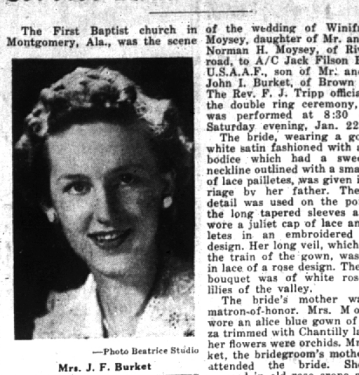 The First Baptist church in
Montgomery, Ala., was the scene
—Photo Beatrice Studio
Mrs. J. F. Burket
of the wedding of Winif
Moysey, daughter of Mr. an
Norman H. Moysey, of Ri
road, to A/C Jack Filson
U.S.A.A.F., son of Mr. and
John I. Burket, of Brown
The Rev. F. J. Tripp officia
the double ring ceremony,
was performed at 8:30
Saturday evening, Jan. 22
The bride, wearing a go
white satin fashioned with a
bodice which had a swee
neckline outlined with a sma
of lace pailletes, was given i
riage by her father. The
detail was used on the po
the long tapered sleeves a
wore a juliet cap of lace an
letes in an embroidered
design. Her long veil, which
the train of the gown, was
in lace of a rose design. The
bouquet was of white ros
lilies of the valley.
The bride's mother w
matron-of-honor. Mrs. Mo
wore an alice blue gown of
za trimmed with Chantilly la
her flowers were orchids. Mr
ket, the bridegroom's moth
attended the bride. She